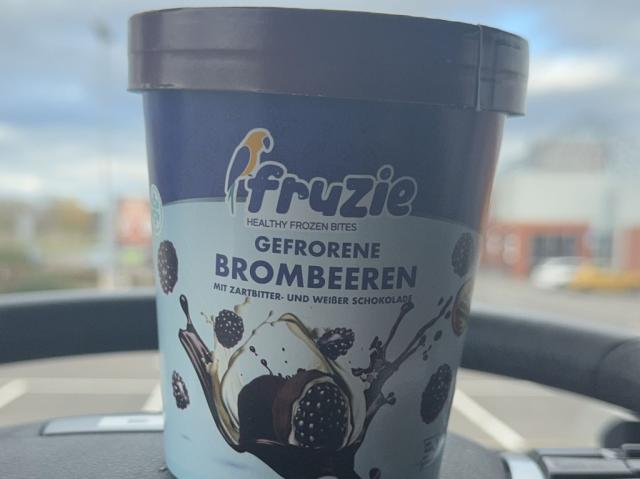 fruzie
HEALTHY FROZEN BITES
GEFRORENE
BROMBEEREN
MIT ZARTBITTER- UND WEIßER SCHOKOLADE